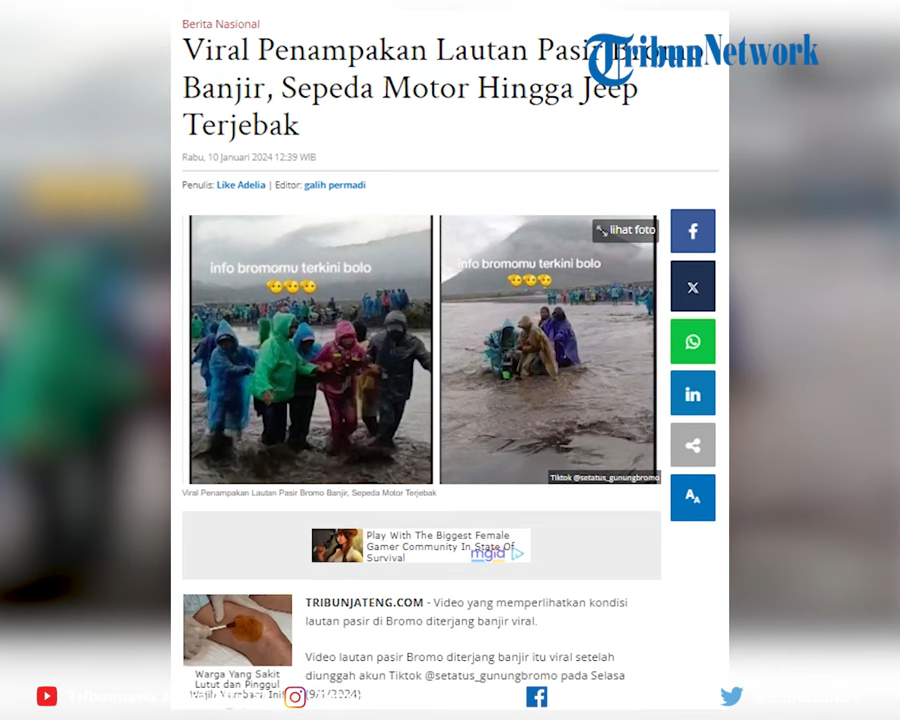 Berita Nasional
Viral Penampakan Lautan Pasir Bromo
TribunNetwork
Banjir, Sepeda Motor Hingga Jeep
Terjebak
Rabu, 10 Januari 2024 12:39 WIB
Penulis: Like Adelia | Editor: galih permadi
lihat foto
info bromomu terkini bolo
info bromomu terkini bolo
Tiktok @setatus_gunungbromo
Viral Penampakan Lautan Pasir Bromo Banjir, Sepeda Motor Terjebak
Play With The Biggest Female
Gamer Community In State Of
Survival
mgid
TRIBUNJATENG.COM - Video yang memperlihatkan kondisi
lautan pasir di Bromo diterjang banjir viral.
Video lautan pasir Bromo diterjang banjir itu viral setelah
diunggah akun Tiktok @setatus_gunungbromo pada Selasa
(9/1/2024).
Warga Yang Sakit
Lutut dan Pinggul
Wajib Membaca Ini!